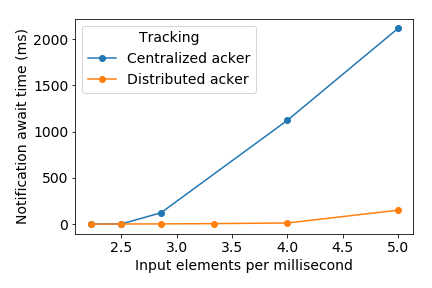 Tracking
Centralized acker
Distributed acker
Notification await time (ms)
2000
1500
1000
500
0
2.5 3.0 3.5 4.0 4.5 5.0
Input elements per millisecond